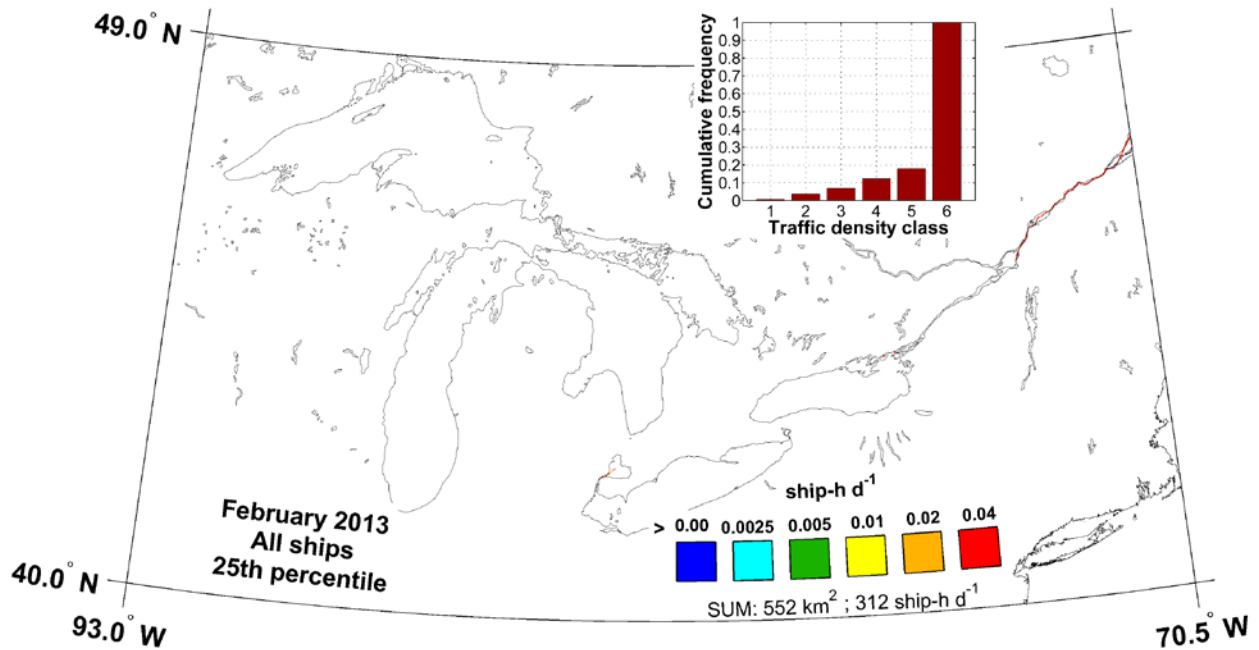 49.0° N
Cumulative frequency
1
0.9
0.8
0.7
0.6
0.5
0.4
0.3
0.2
0.1
0
1 2 3 4 5 6
Traffic density class
February 2013
All ships
25th percentile
ship-h d⁻¹
> 0.00 0.0025 0.005 0.01 0.02 0.04
SUM: 552 km² ; 312 ship-h d⁻¹
40.0° N
93.0° W
70.5° W